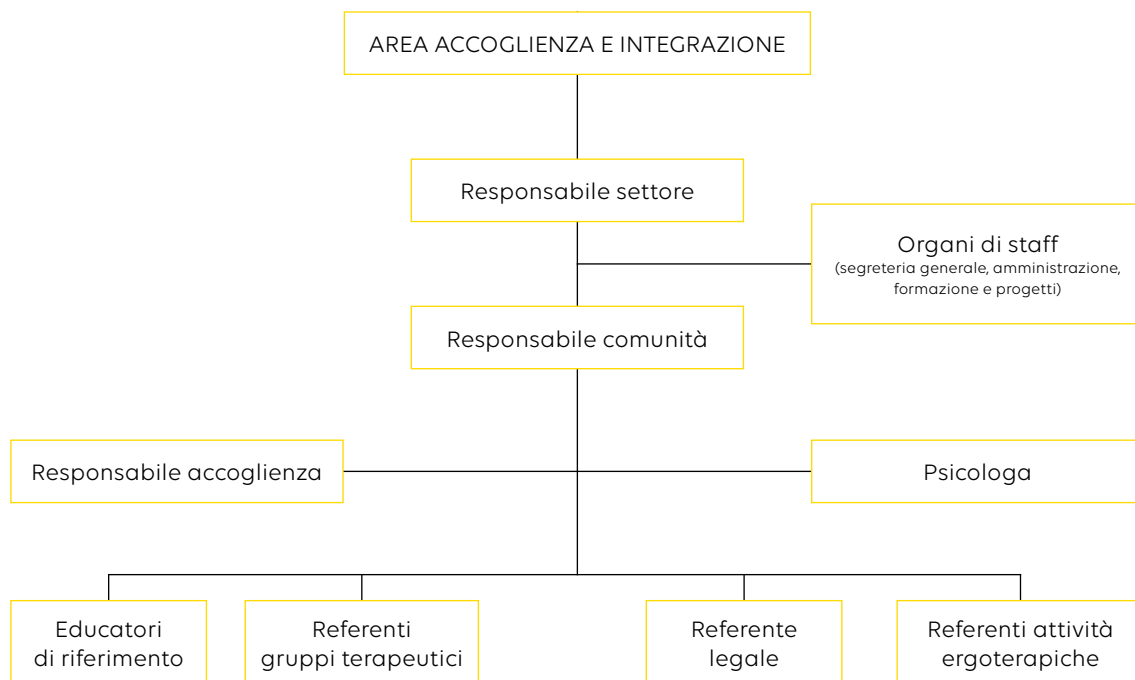 AREA ACCOGLIENZA E INTEGRAZIONE
Responsabile settore
Organi di staff
(segreteria generale, amministrazione,
formazione e progetti)
Responsabile comunità
Responsabile accoglienza
Psicologa
Educatori
di riferimento
Referenti
gruppi terapeutici
Referente
legale
Referenti attività
ergoterapiche